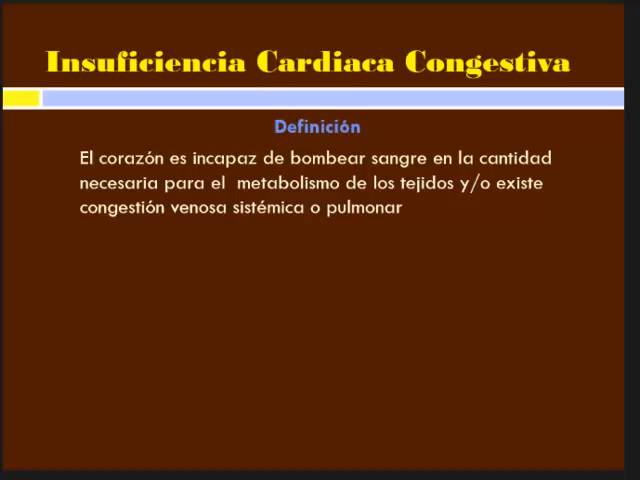 Insuficiencia Cardiaca Congestiva
Definición
El corazón es incapaz de bombear sangre en la cantidad
necesaria para el  metabolismo de los tejidos y/o existe
congestión venosa sistémica o pulmonar